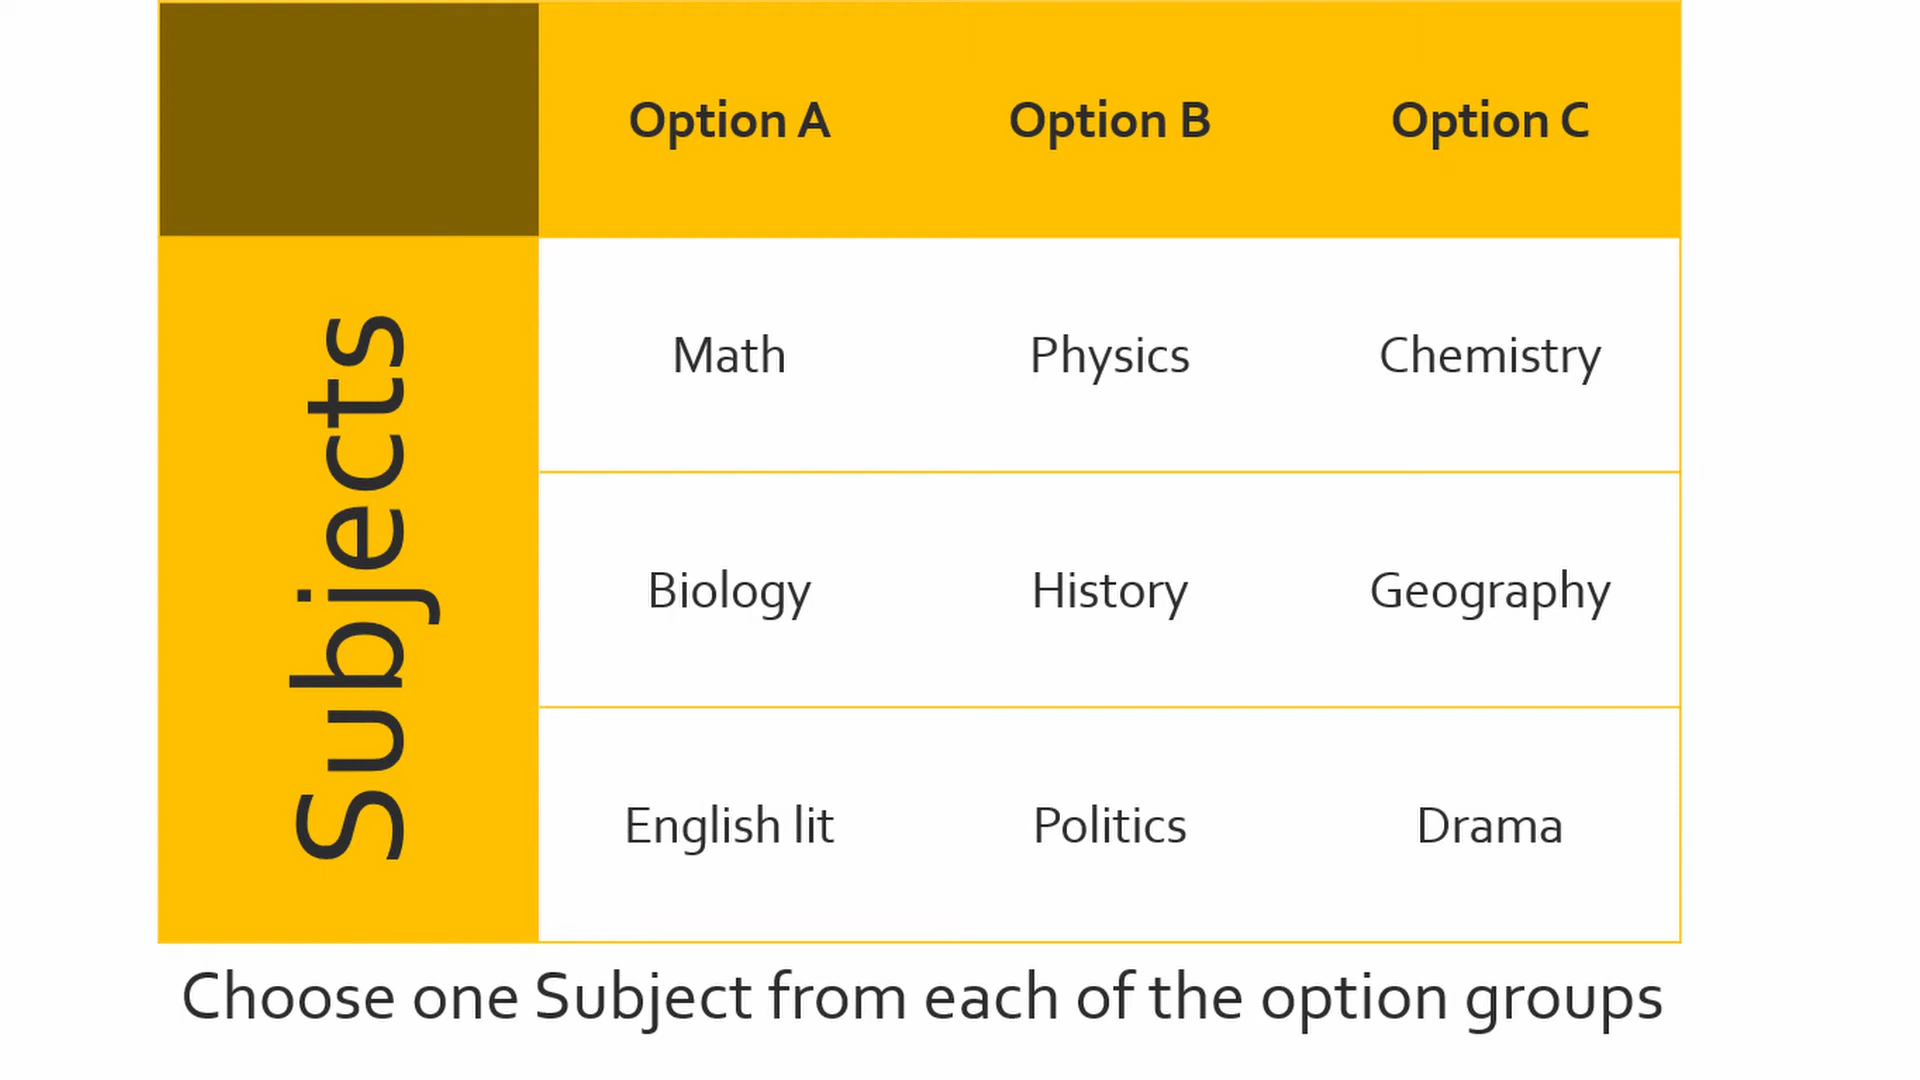 Option A Option B Option C
Subjects
Math Physics Chemistry
Biology History Geography
English lit Politics Drama
Choose one Subject from each of the option groups